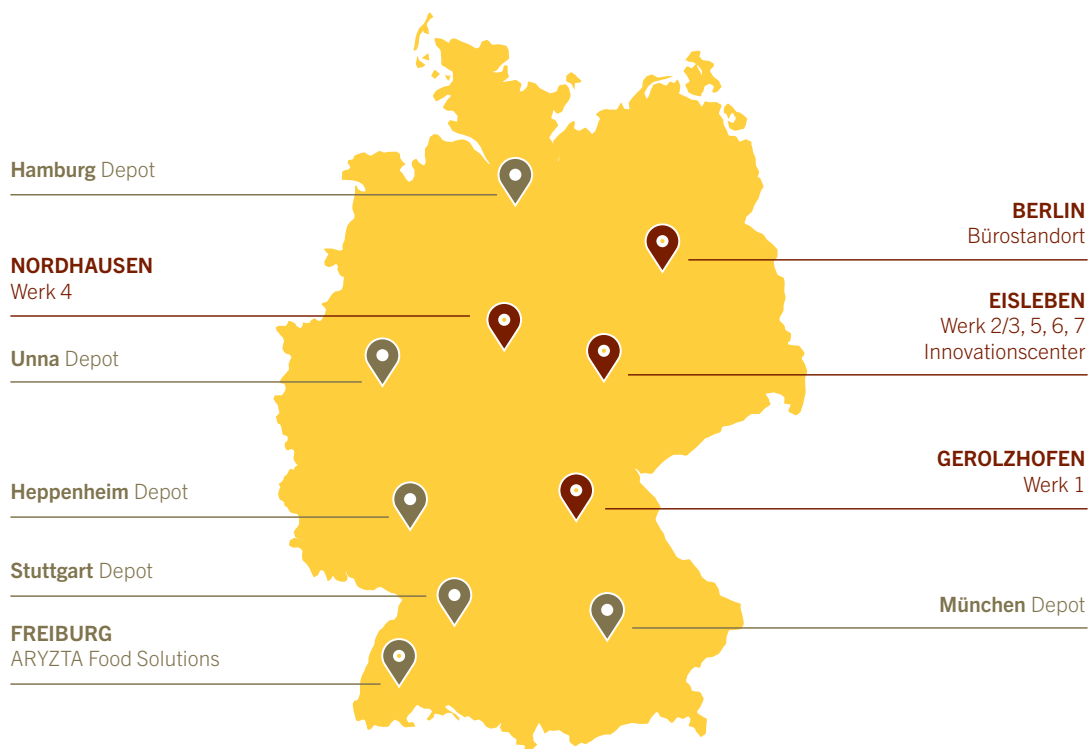 Hamburg Depot
NORDHAUSEN
Werk 4
Unna Depot
Heppenheim Depot
Stuttgart Depot
FREIBURG
ARYZTA Food Solutions
BERLIN
Bürostandort
EISLEBEN
Werk 2/3, 5, 6, 7
Innovationscenter
GEROLZHOFEN
Werk 1
München Depot